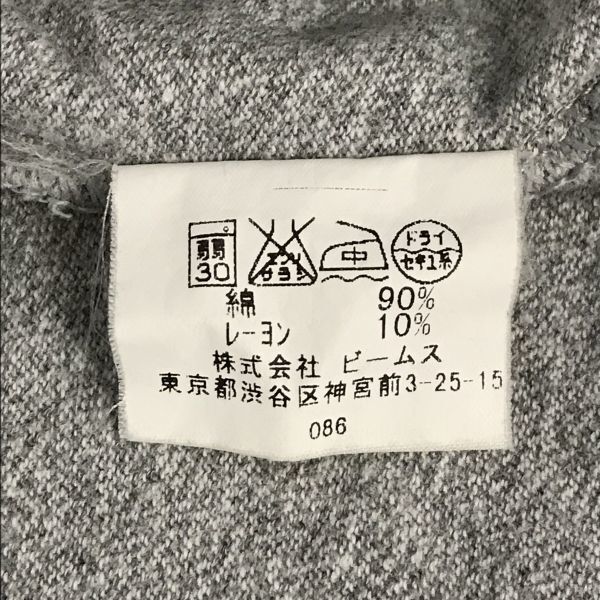 弱 30 エンソ サラシ 中 ドライ セキユ系
綿 90%
レーヨン 10%
株式会社 ビームス
東京都渋谷区神宮前3-25-15
086